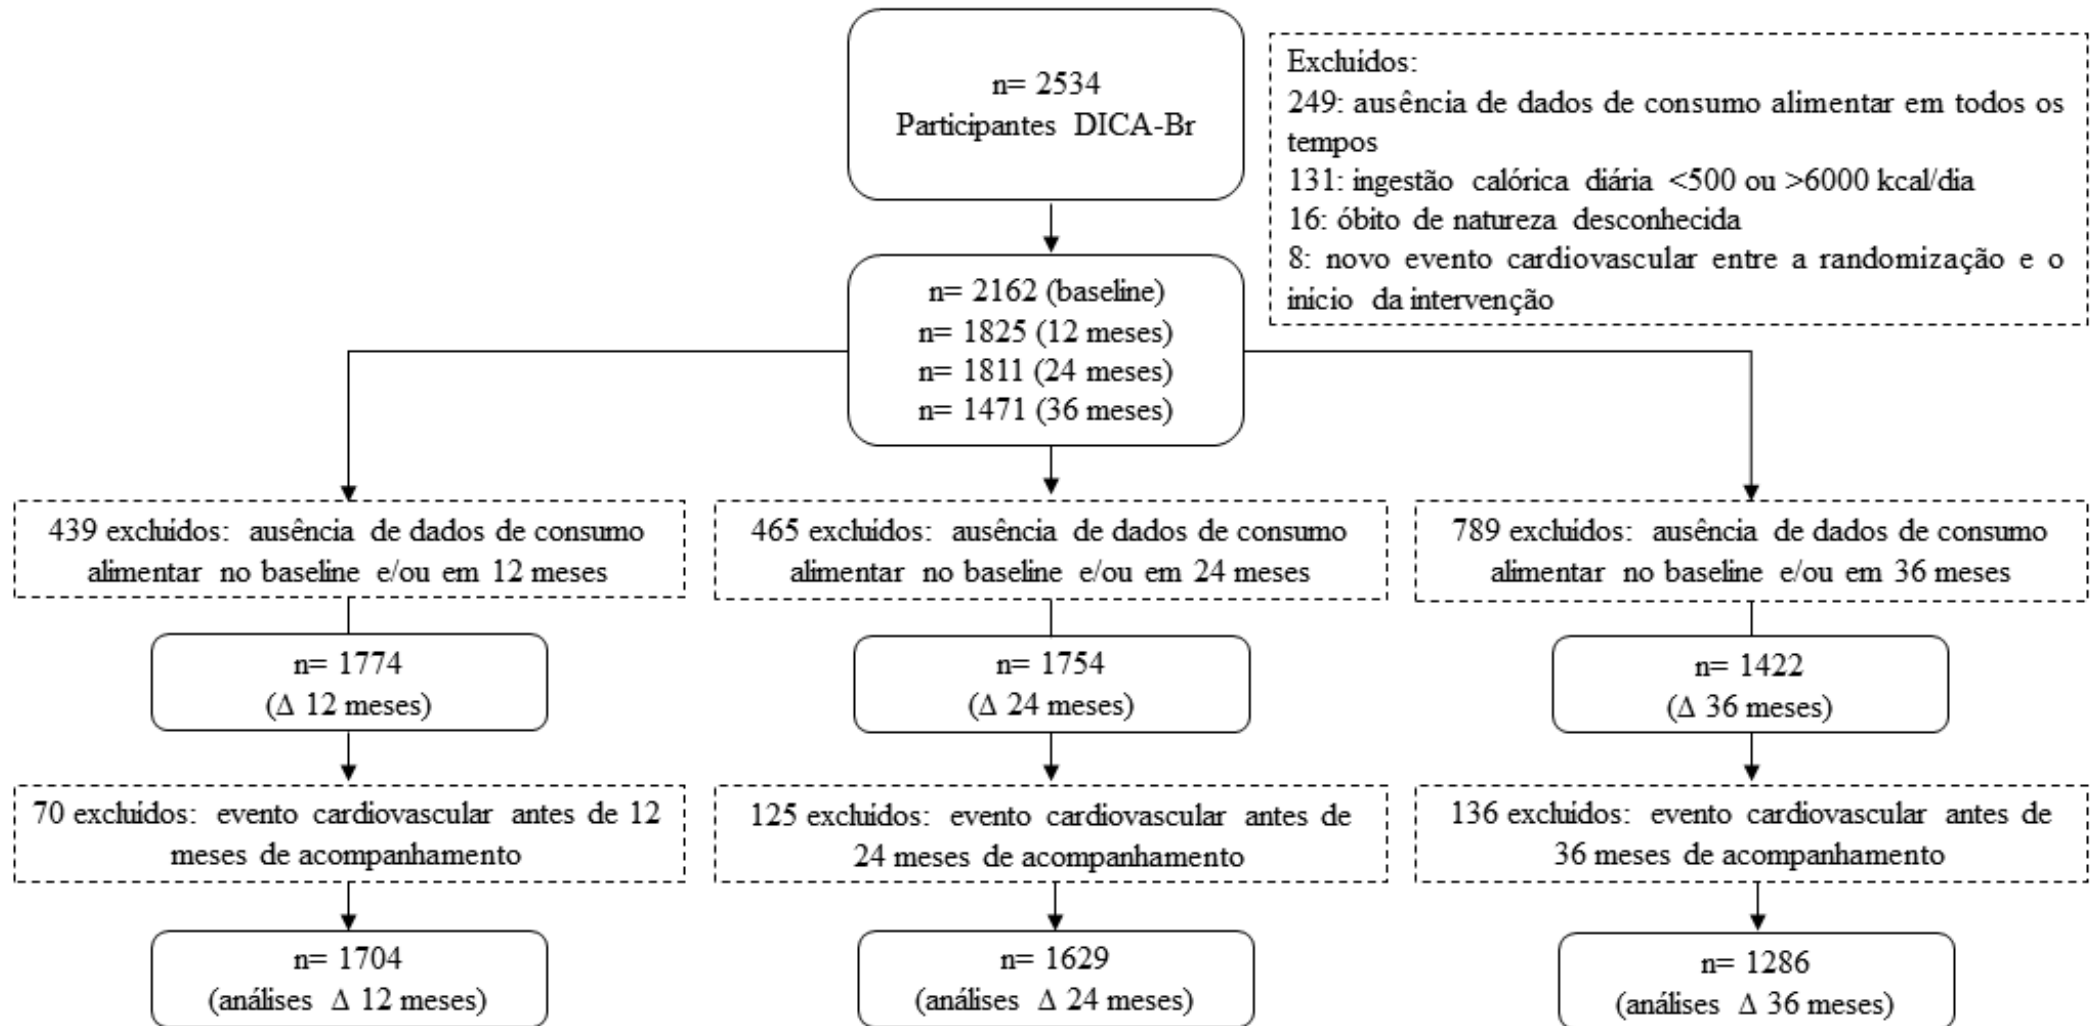 n= 2534
Participantes DICA-Br
Excluídos:
249: ausência de dados de consumo alimentar em todos os
tempos
131: ingestão calórica diária <500 ou >6000 kcal/dia
16: óbito de natureza desconhecida
8: novo evento cardiovascular entre a randomização e o
início da intervenção
n= 2162 (baseline)
n= 1825 (12 meses)
n= 1811 (24 meses)
n= 1471 (36 meses)
439 excluídos: ausência de dados de consumo
alimentar no baseline e/ou em 12 meses
465 excluídos: ausência de dados de consumo
alimentar no baseline e/ou em 24 meses
789 excluídos: ausência de dados de consumo
alimentar no baseline e/ou em 36 meses
n= 1774
(Δ 12 meses)
n= 1754
(Δ 24 meses)
n= 1422
(Δ 36 meses)
70 excluídos: evento cardiovascular antes de 12
meses de acompanhamento
125 excluídos: evento cardiovascular antes de
24 meses de acompanhamento
136 excluídos: evento cardiovascular antes de
36 meses de acompanhamento
n= 1704
(análises Δ 12 meses)
n= 1629
(análises Δ 24 meses)
n= 1286
(análises Δ 36 meses)